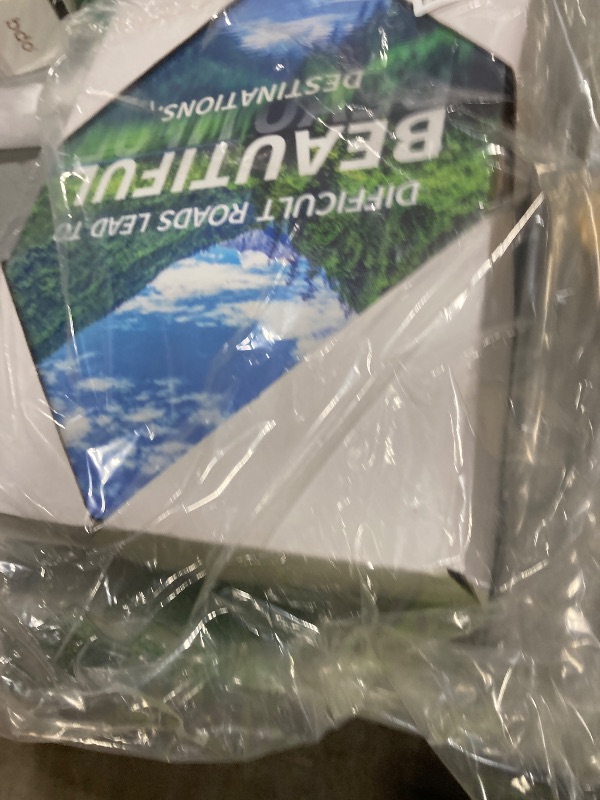 DIFFICULT ROADS LEAD TO
BEAUTIFUL
DESTINATIONS.